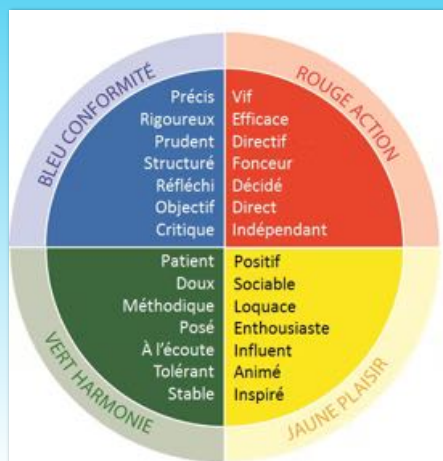 BLEU CONFORMITÉ
Précis
Rigoureux
Prudent
Structuré
Réfléchi
Objectif
Critique
ROUGE ACTION
Vif
Efficace
Directif
Fonceur
Décidé
Direct
Indépendant
VERT HARMONIE
Patient
Doux
Méthodique
Posé
À l'écoute
Tolérant
Stable
JAUNE PLAISIR
Positif
Sociable
Loquace
Enthousiaste
Influent
Animé
Inspiré